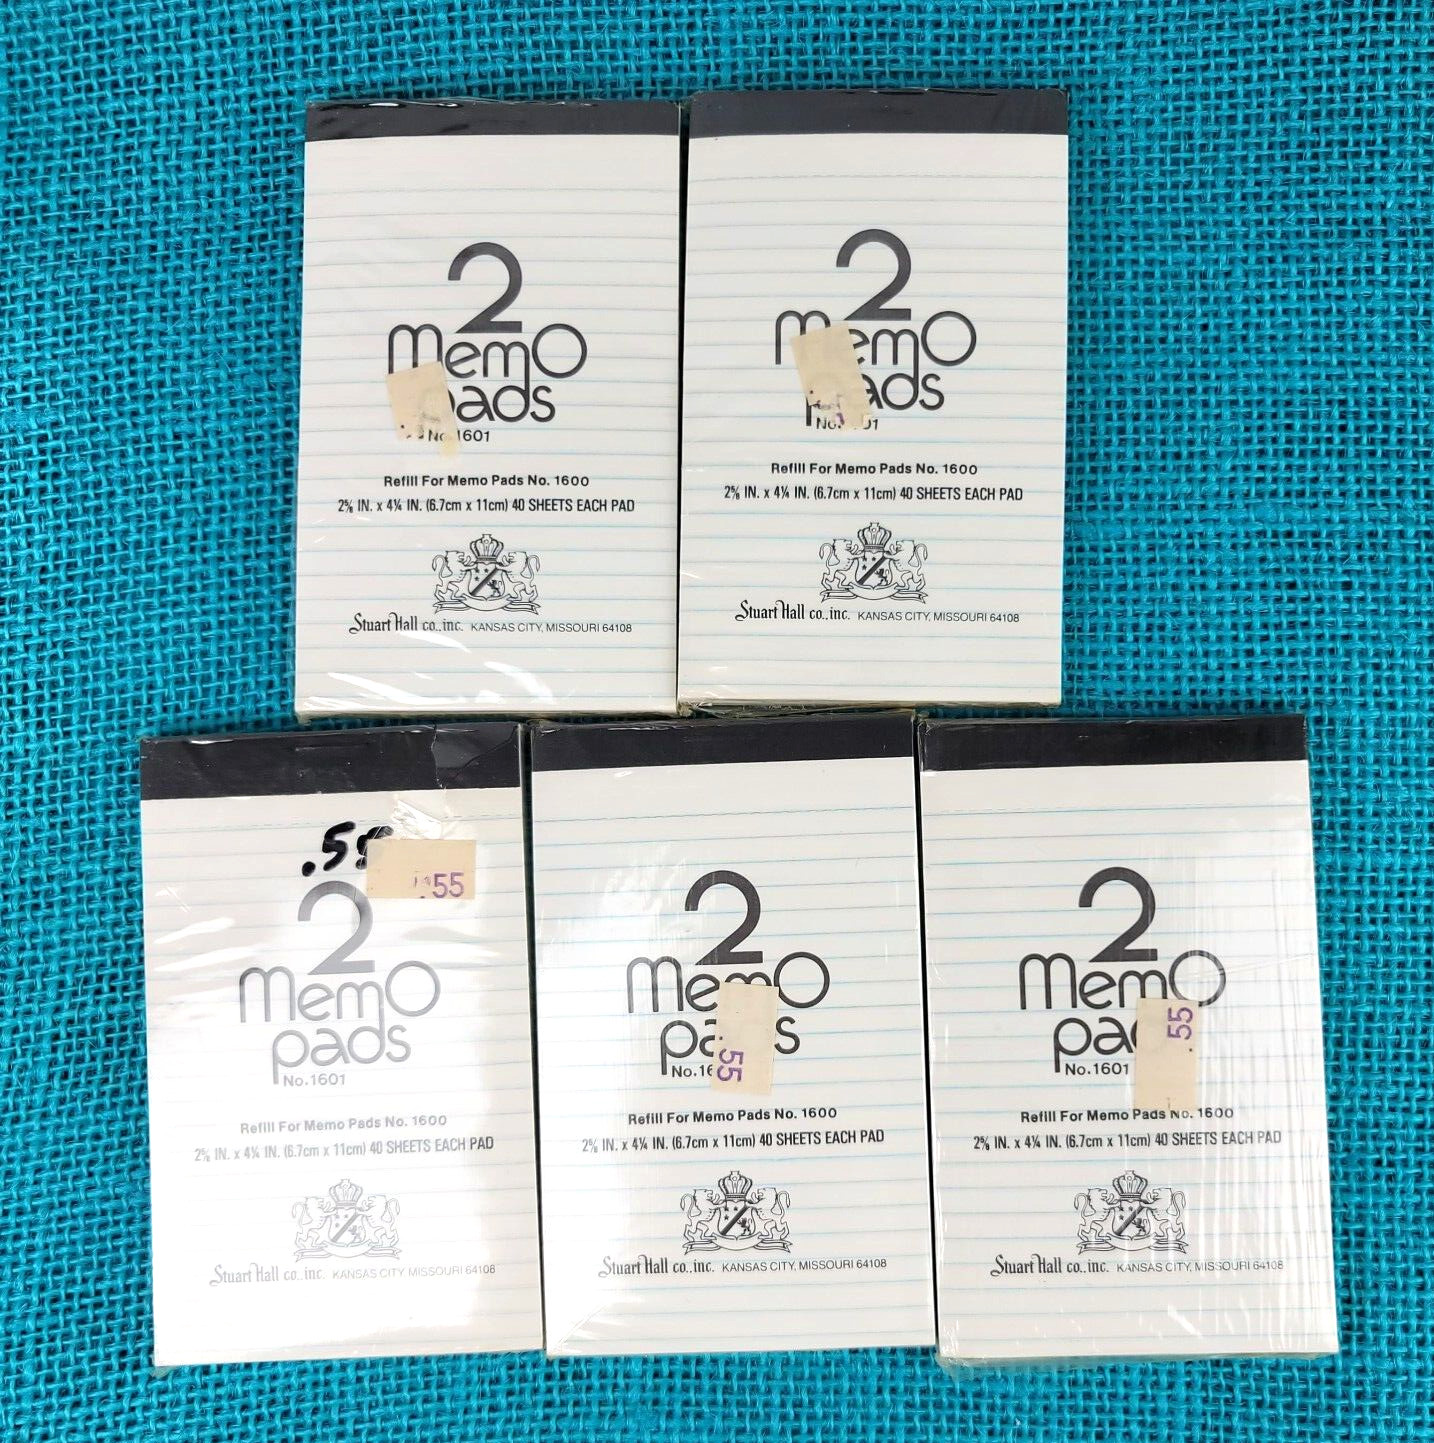 2
memo
pads
No. 1601
Refill For Memo Pads No. 1600
2⅝ IN. x 4¼ IN. (6.7cm x 11cm) 40 SHEETS EACH PAD
Stuart Hall co., inc. KANSAS CITY, MISSOURI 64108
2
memo
pads
No.
Refill For Memo Pads No. 1600
2⅝ IN. x 4¼ IN. (6.7cm x 11cm) 40 SHEETS EACH PAD
Stuart Hall co., inc. KANSAS CITY, MISSOURI 64108
.55
2
memo
pads
No. 1601
Refill For Memo Pads No. 1600
2⅝ IN. x 4¼ IN. (6.7cm x 11cm) 40 SHEETS EACH PAD
Stuart Hall co., inc. KANSAS CITY, MISSOURI 64108
2
memo
pads
.55
No.
Refill For Memo Pads No. 1600
2⅝ IN. x 4¼ IN. (6.7cm x 11cm) 40 SHEETS EACH PAD
Stuart Hall co., inc. KANSAS CITY, MISSOURI 64108
2
memo
.55
No. 1601
Refill For Memo Pads No. 1600
2⅝ IN. x 4¼ IN. (6.7cm x 11cm) 40 SHEETS EACH PAD
Stuart Hall co., inc. KANSAS CITY, MISSOURI 64108